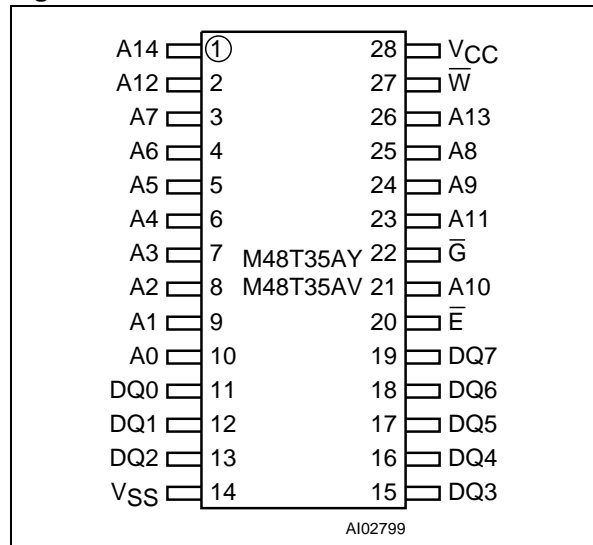 A14 1 28 VCC
A12 2 27 W̅
A7 3 26 A13
A6 4 25 A8
A5 5 24 A9
A4 6 23 A11
A3 7 M48T35AY 22 G̅
A2 8 M48T35AV 21 A10
A1 9 20 E̅
A0 10 19 DQ7
DQ0 11 18 DQ6
DQ1 12 17 DQ5
DQ2 13 16 DQ4
VSS 14 15 DQ3
AI02799